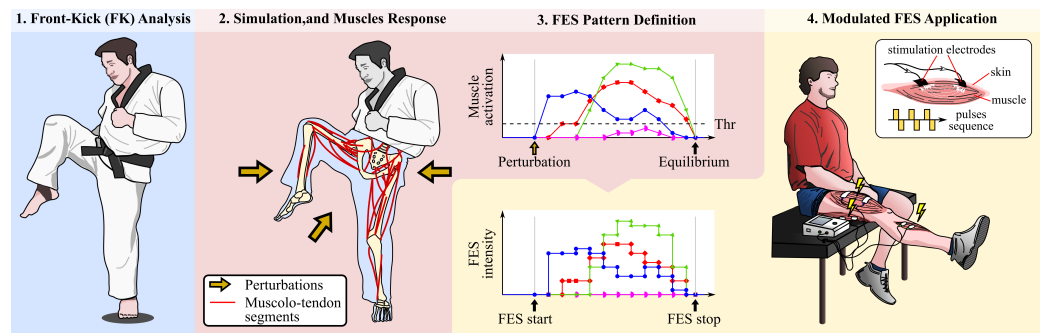 1. Front-Kick (FK) Analysis
2. Simulation,and Muscles Response
3. FES Pattern Definition
4. Modulated FES Application
Perturbations
Muscolo-tendon
segments
Muscle
activation
Thr
Perturbation
Equilibrium
FES
intensity
FES start
FES stop
stimulation electrodes
skin
muscle
pulses
sequence